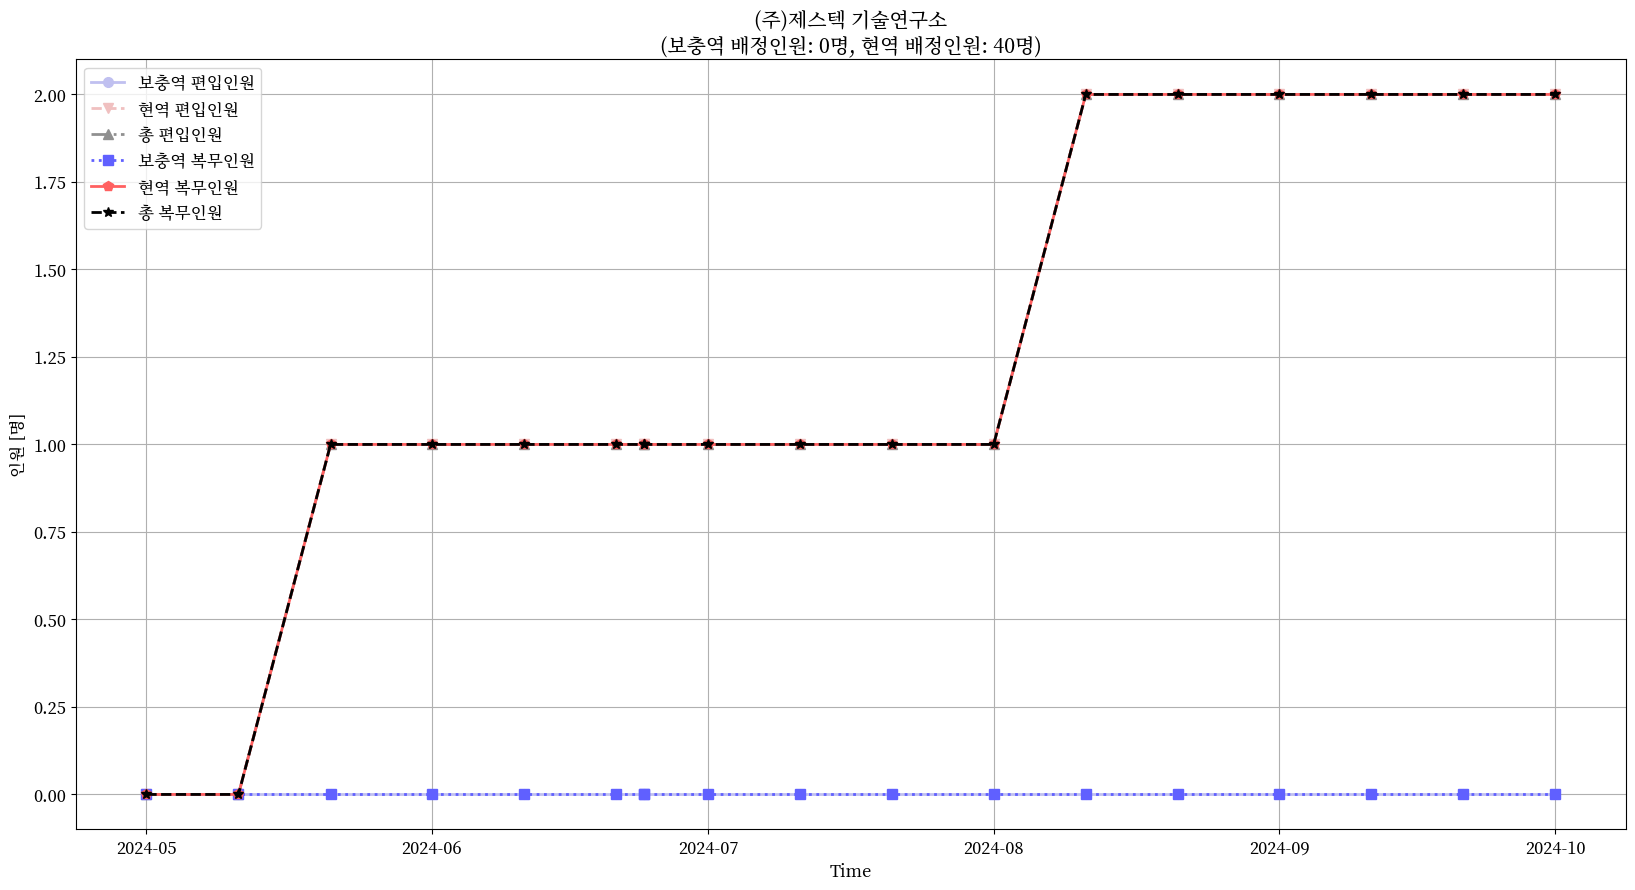 (주)제스텍 기술연구소
(보충역 배정인원: 0명, 현역 배정인원: 40명)
보충역 편입인원
현역 편입인원
총 편입인원
보충역 복무인원
현역 복무인원
총 복무인원
인원 [명]
2.00
1.75
1.50
1.25
1.00
0.75
0.50
0.25
0.00
2024-05 2024-06 2024-07 2024-08 2024-09 2024-10
Time